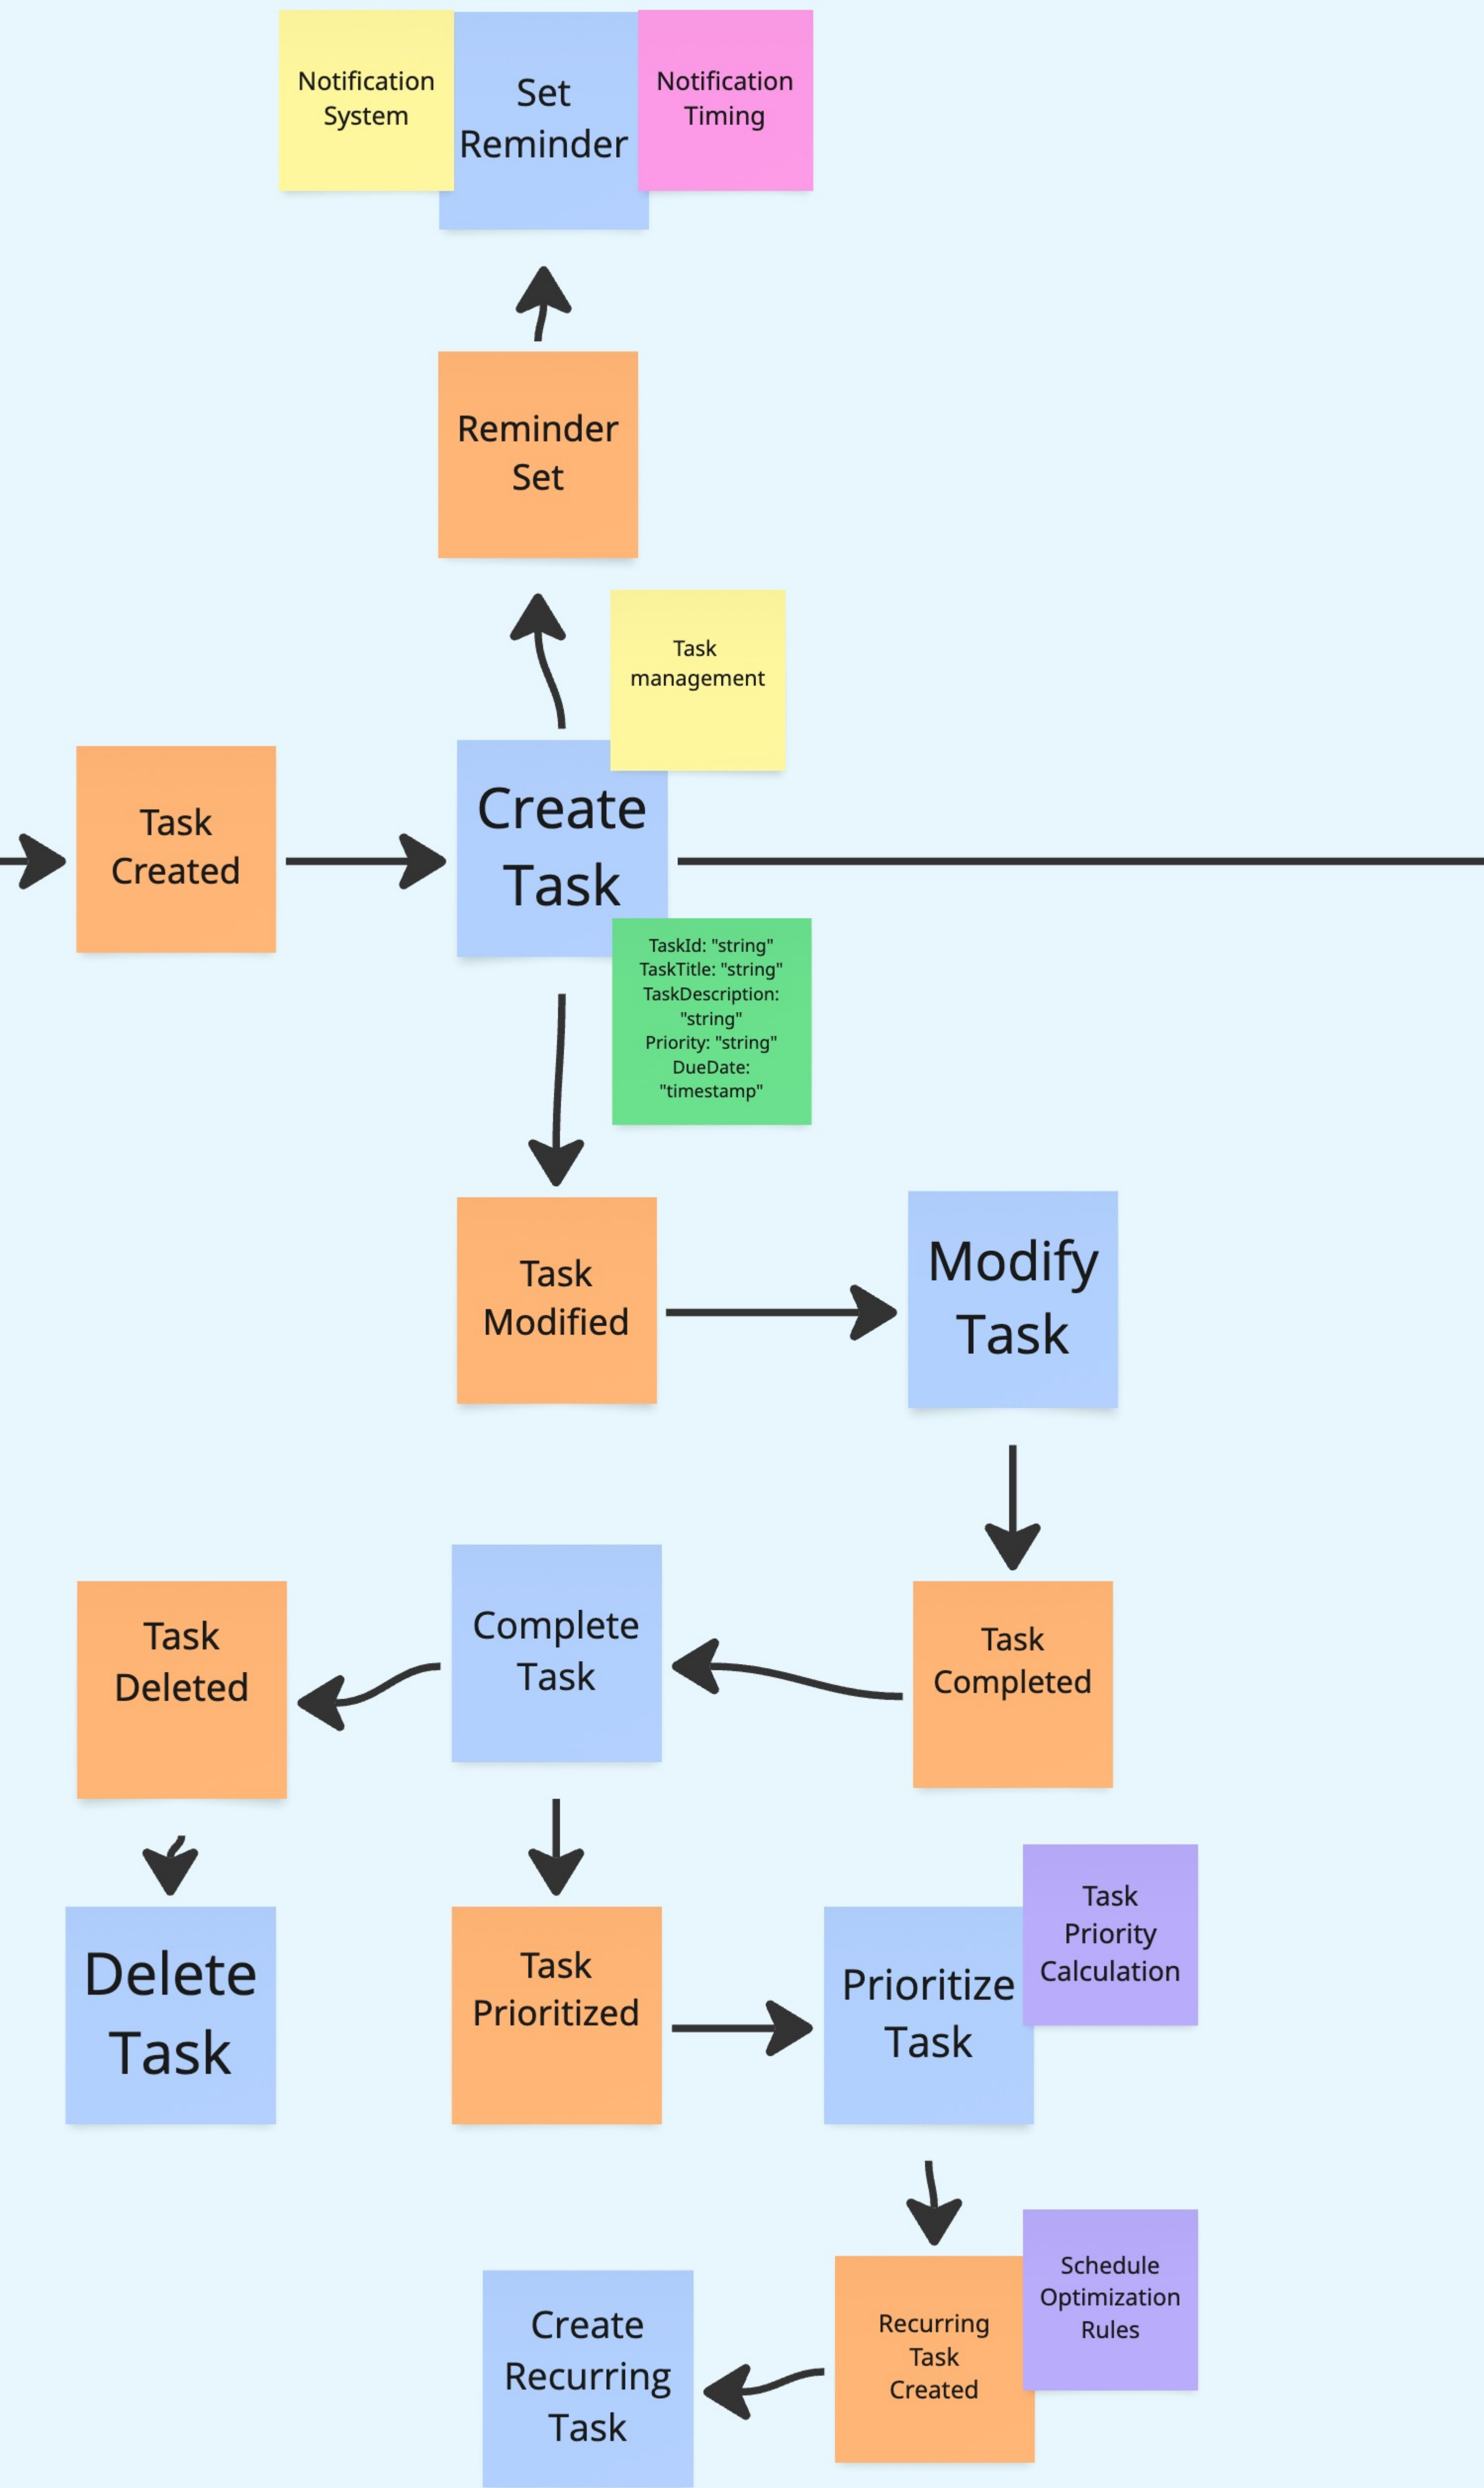 Notification
System
Set
Reminder
Notification
Timing
Reminder
Set
Task
management
Task
Created
Create
Task
TaskId: "string"
TaskTitle: "string"
TaskDescription:
"string"
Priority: "string"
DueDate:
"timestamp"
Task
Modified
Modify
Task
Task
Deleted
Complete
Task
Task
Completed
Delete
Task
Task
Prioritized
Prioritize
Task
Task
Priority
Calculation
Create
Recurring
Task
Recurring
Task
Created
Schedule
Optimization
Rules